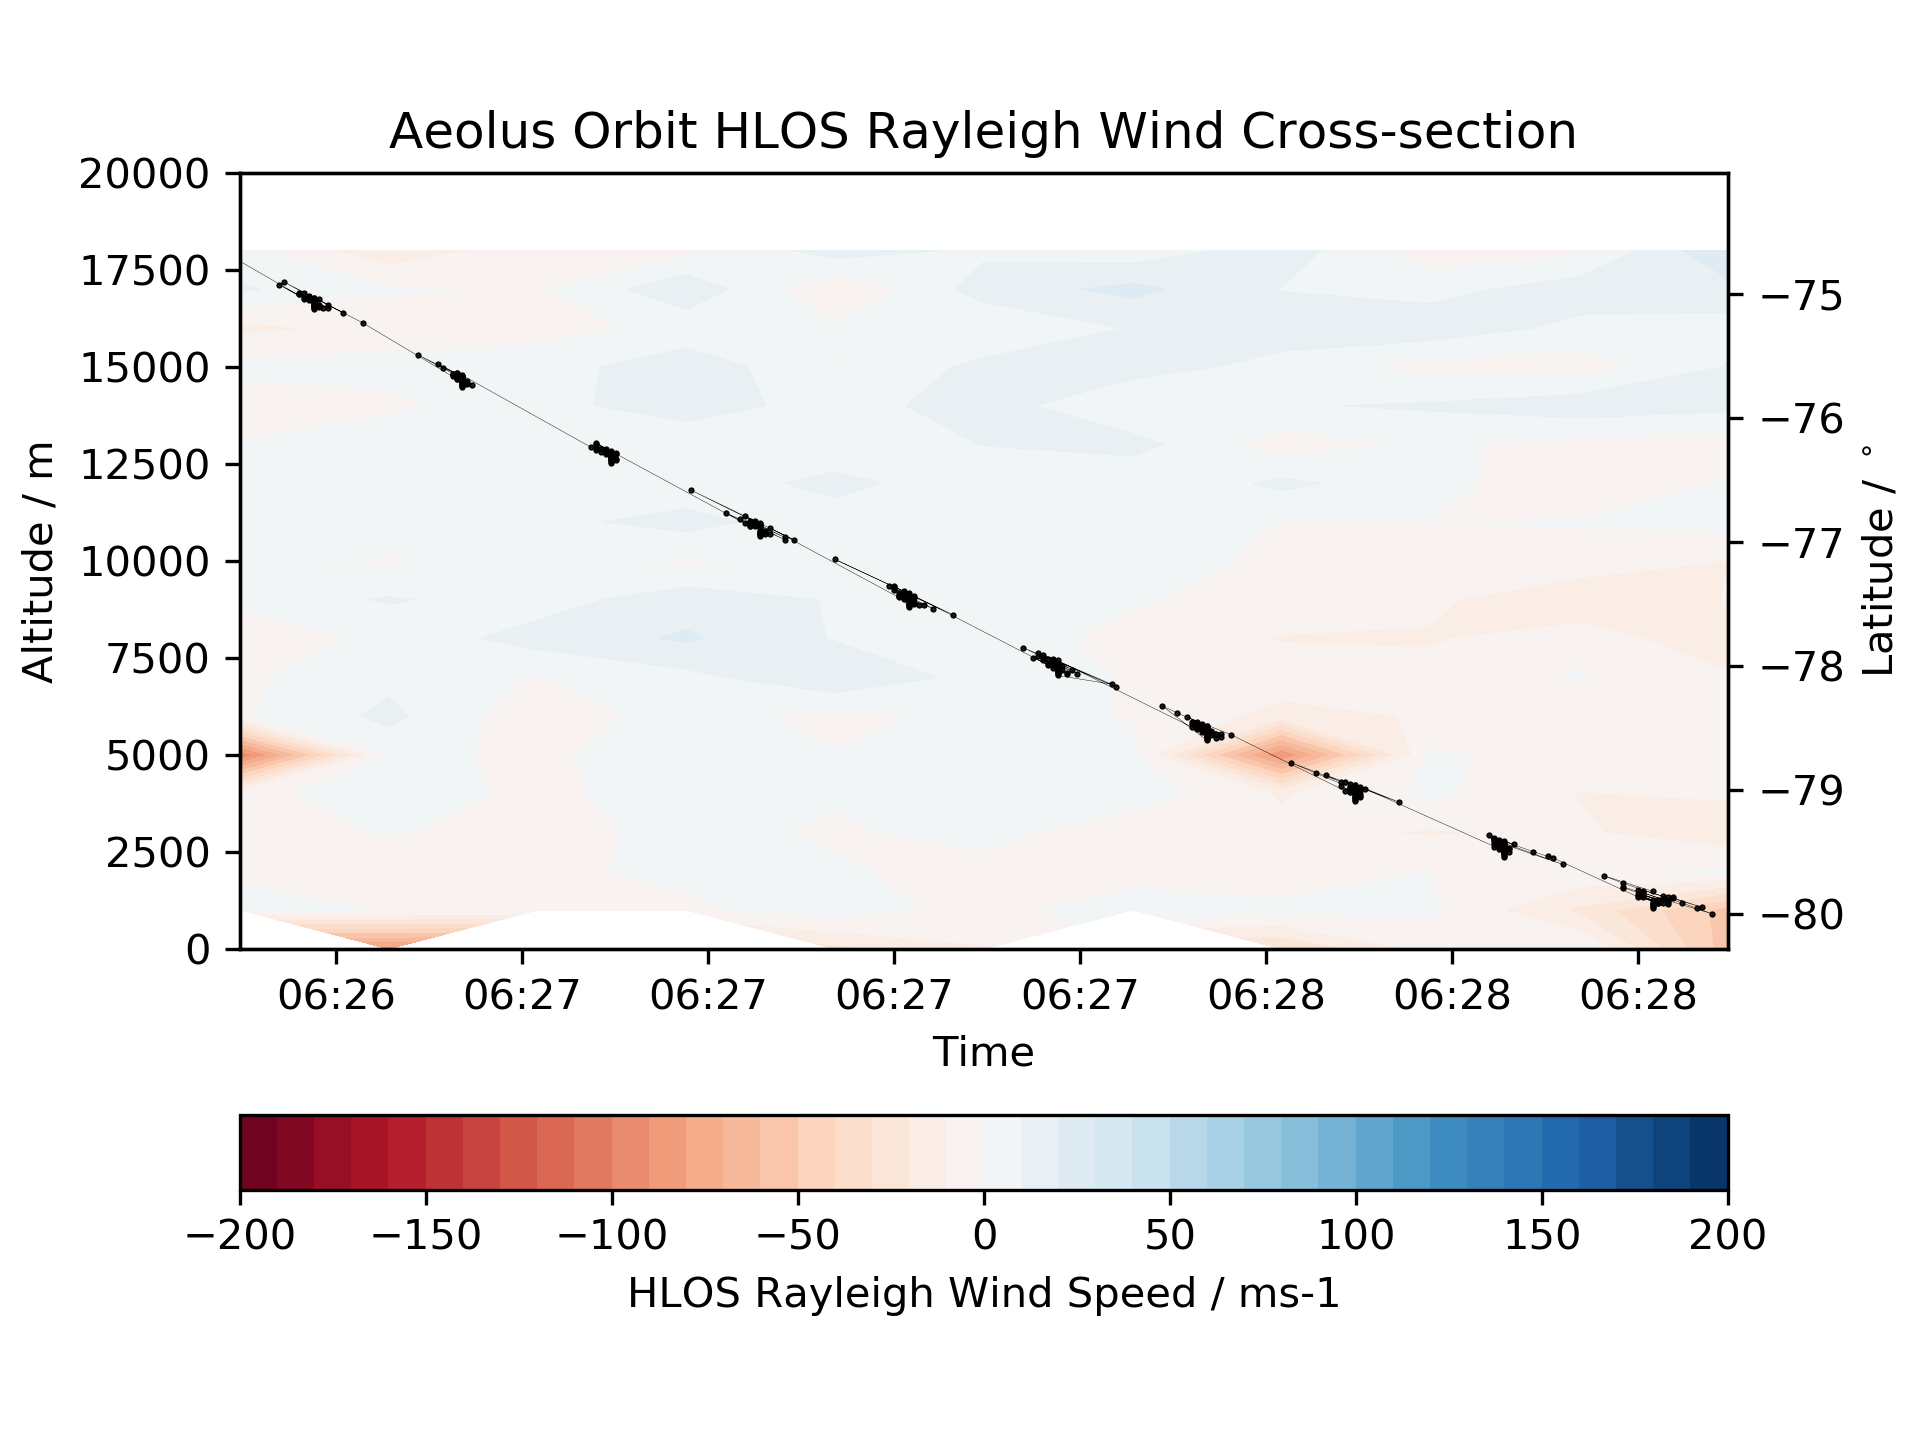 Aeolus Orbit HLOS Rayleigh Wind Cross-section
20000
17500
15000
12500
10000
7500
5000
2500
0
Altitude / m
−75
−76
−77
−78
−79
−80
Latitude / °
06:26 06:27 06:27 06:27 06:27 06:28 06:28 06:28
Time
−200 −150 −100 −50 0 50 100 150 200
HLOS Rayleigh Wind Speed / ms-1